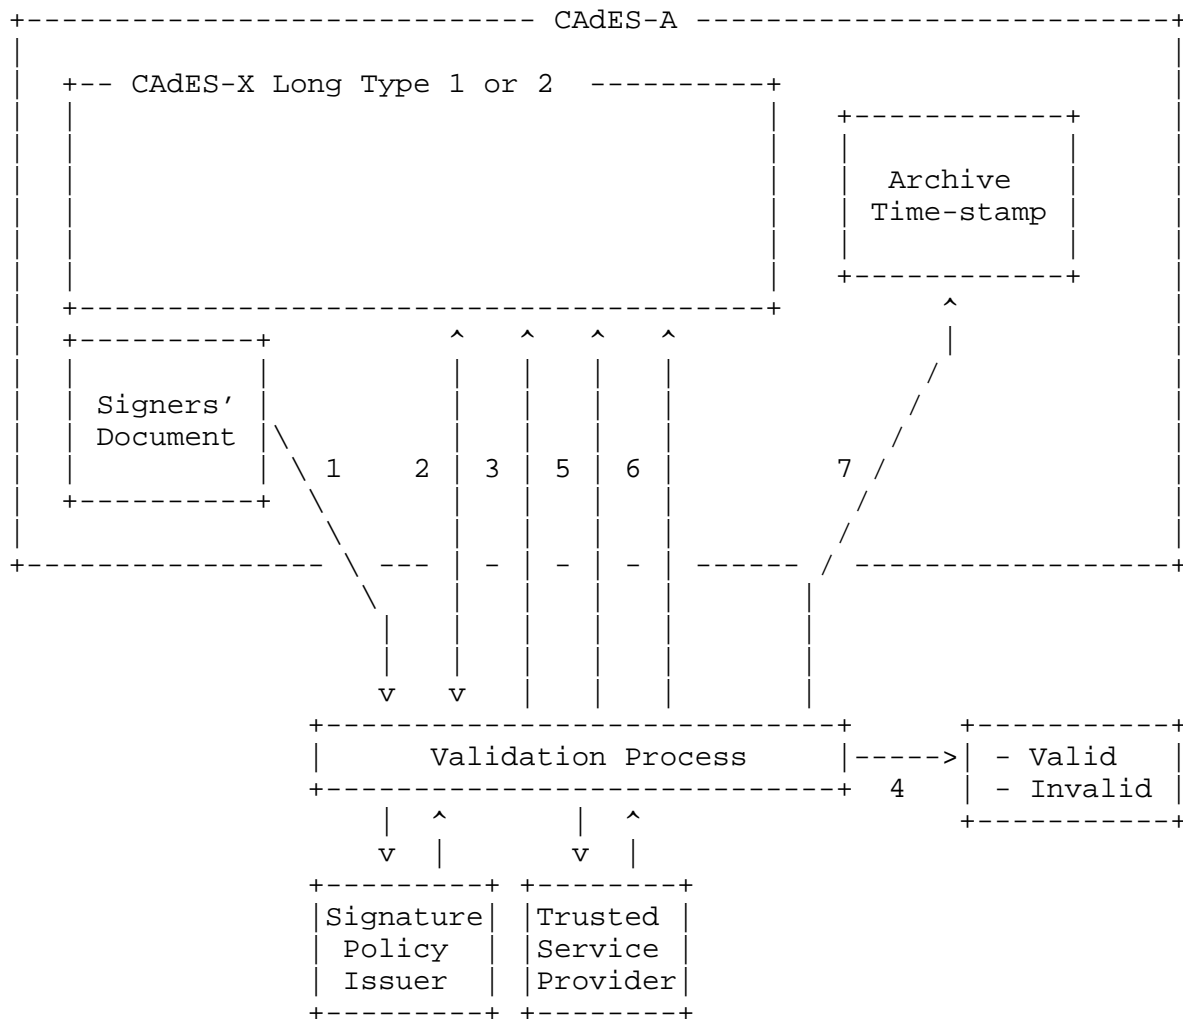 CAdES-A
CAdES-X Long Type 1 or 2
Archive
Time-stamp
Signers'
Document
1 2 3 5 6 7
Validation Process
- Valid
4
- Invalid
Signature
Policy
Issuer
Trusted
Service
Provider